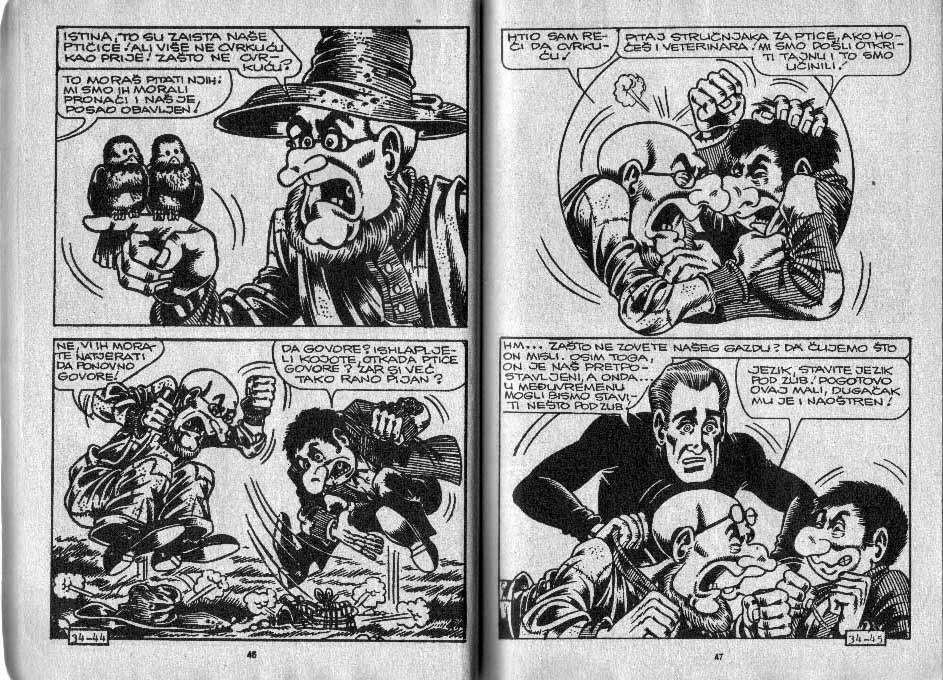 ISTINA, TO SU ZAISTA NAŠE
PTIČICE! ALI VIŠE NE CVRKUĆU
KAO PRIJE! ZAŠTO NE CVR-
KUĆU?
TO MORAŠ PITATI NJIH!
MI SMO IH MORALI
PRONAĆI I NAŠ JE
POSAO OBAVLJEN!
NE, VI IH MORA-
TE NATJERATI
DA PONOVNO
GOVORE!
DA GOVORE? ISHLAPIO JE-
LI KOJOTE, OTKADA PTIČE
GOVORE? ZAR SI VEĆ
TAKO RANO PIJAN?
34-44
46
HTIO SAM RE-
ĆI DA CVRKU-
ĆU!
PITAJ STRUČNJAKA ZA PTICE, AKO HO-
ĆEŠ I VETERINARA! MI SMO DOŠLI OTKRI-
TI TAJNU I TO SMO
UČINILI!
HM... ZAŠTO NE ZOVETE NAŠEG GAZDU? DA ČUJEMO ŠTO
ON MISLI. OSIM TOGA,
ON JE NAŠ PRETPO-
STAVLJENI, A ONDA...
U MEĐUVREMENU
MOGLI BISMO STAVI-
TI NEŠTO POD ZUB!
JEZIK, STAVITE JEZIK
POD ZUB! POGOTOVO
OVAJ MALI, DUGAČAK
MU JE I NAOŠTREN!
34-45
47